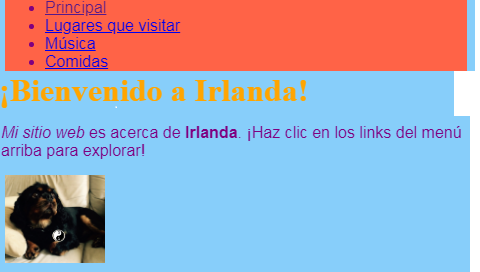 Principal
Lugares que visitar
Música
Comidas
¡Bienvenido a Irlanda!
Mi sitio web es acerca de Irlanda. ¡Haz clic en los links del menú
arriba para explorar!